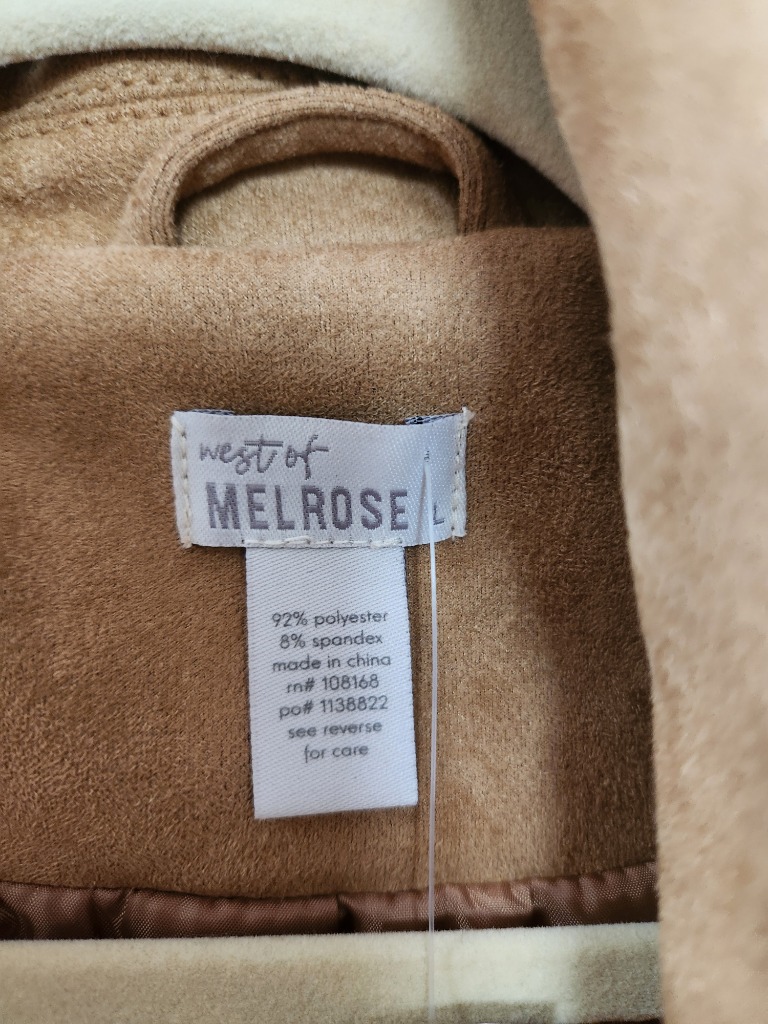 west of
MELROSE L
92% polyester
8% spandex
made in china
rn# 108168
po# 1138822
see reverse
for care